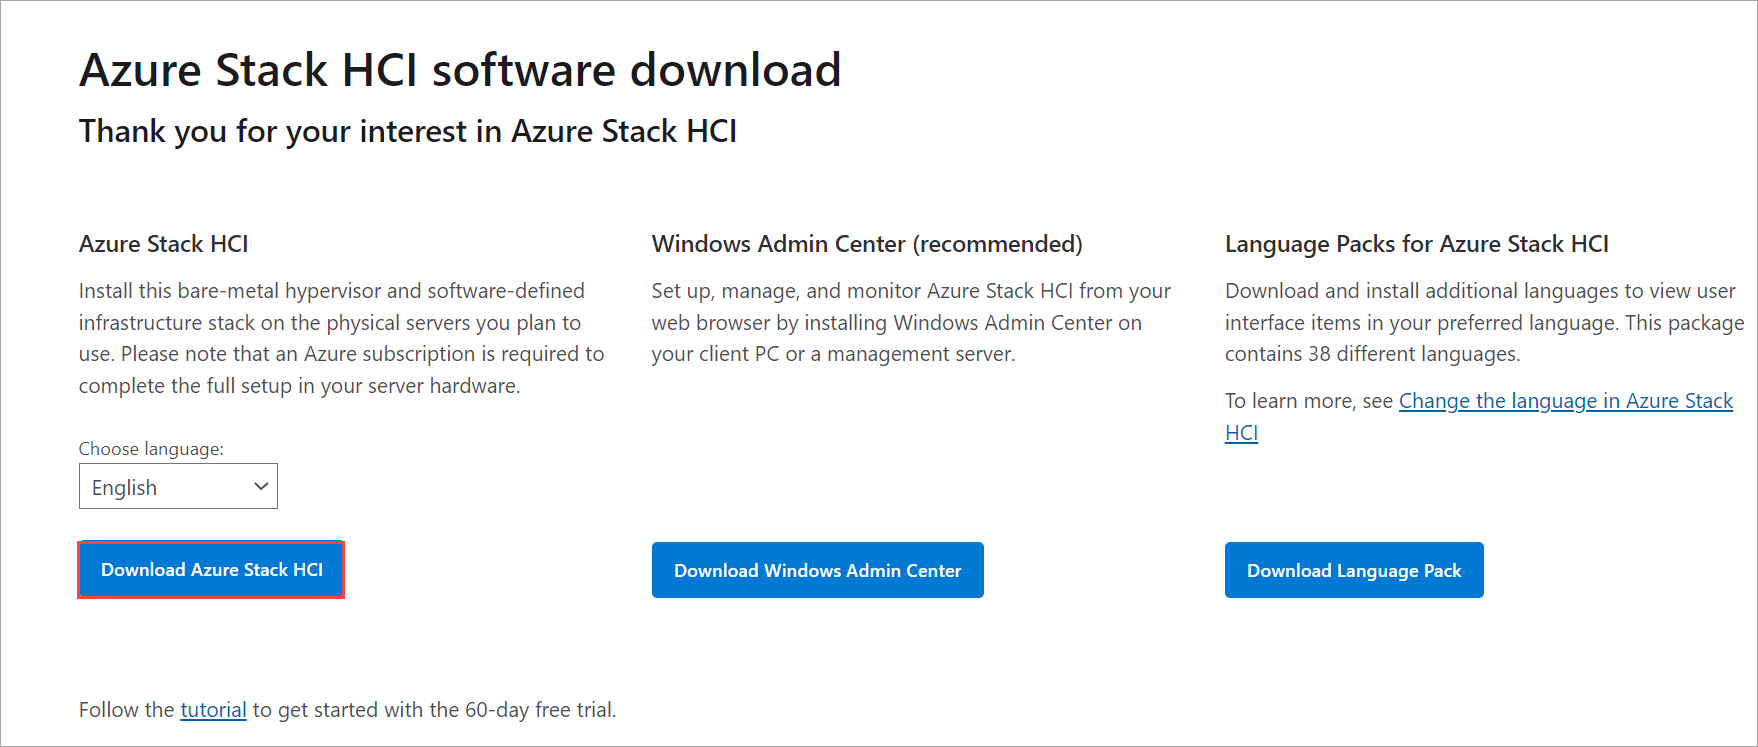 Azure Stack HCI software download
Thank you for your interest in Azure Stack HCI
Azure Stack HCI
Install this bare-metal hypervisor and software-defined
infrastructure stack on the physical servers you plan to
use. Please note that an Azure subscription is required to
complete the full setup in your server hardware.
Choose language:
English
Download Azure Stack HCI
Windows Admin Center (recommended)
Set up, manage, and monitor Azure Stack HCI from your
web browser by installing Windows Admin Center on
your client PC or a management server.
Download Windows Admin Center
Language Packs for Azure Stack HCI
Download and install additional languages to view user
interface items in your preferred language. This package
contains 38 different languages.
To learn more, see Change the language in Azure Stack
HCI
Download Language Pack
Follow the tutorial to get started with the 60-day free trial.